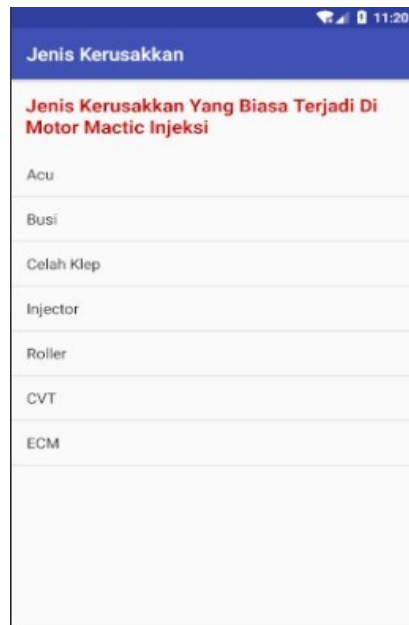 11:20
Jenis Kerusakkan
Jenis Kerusakkan Yang Biasa Terjadi Di
Motor Mactic Injeksi
Acu
Busi
Celah Klep
Injector
Roller
CVT
ECM